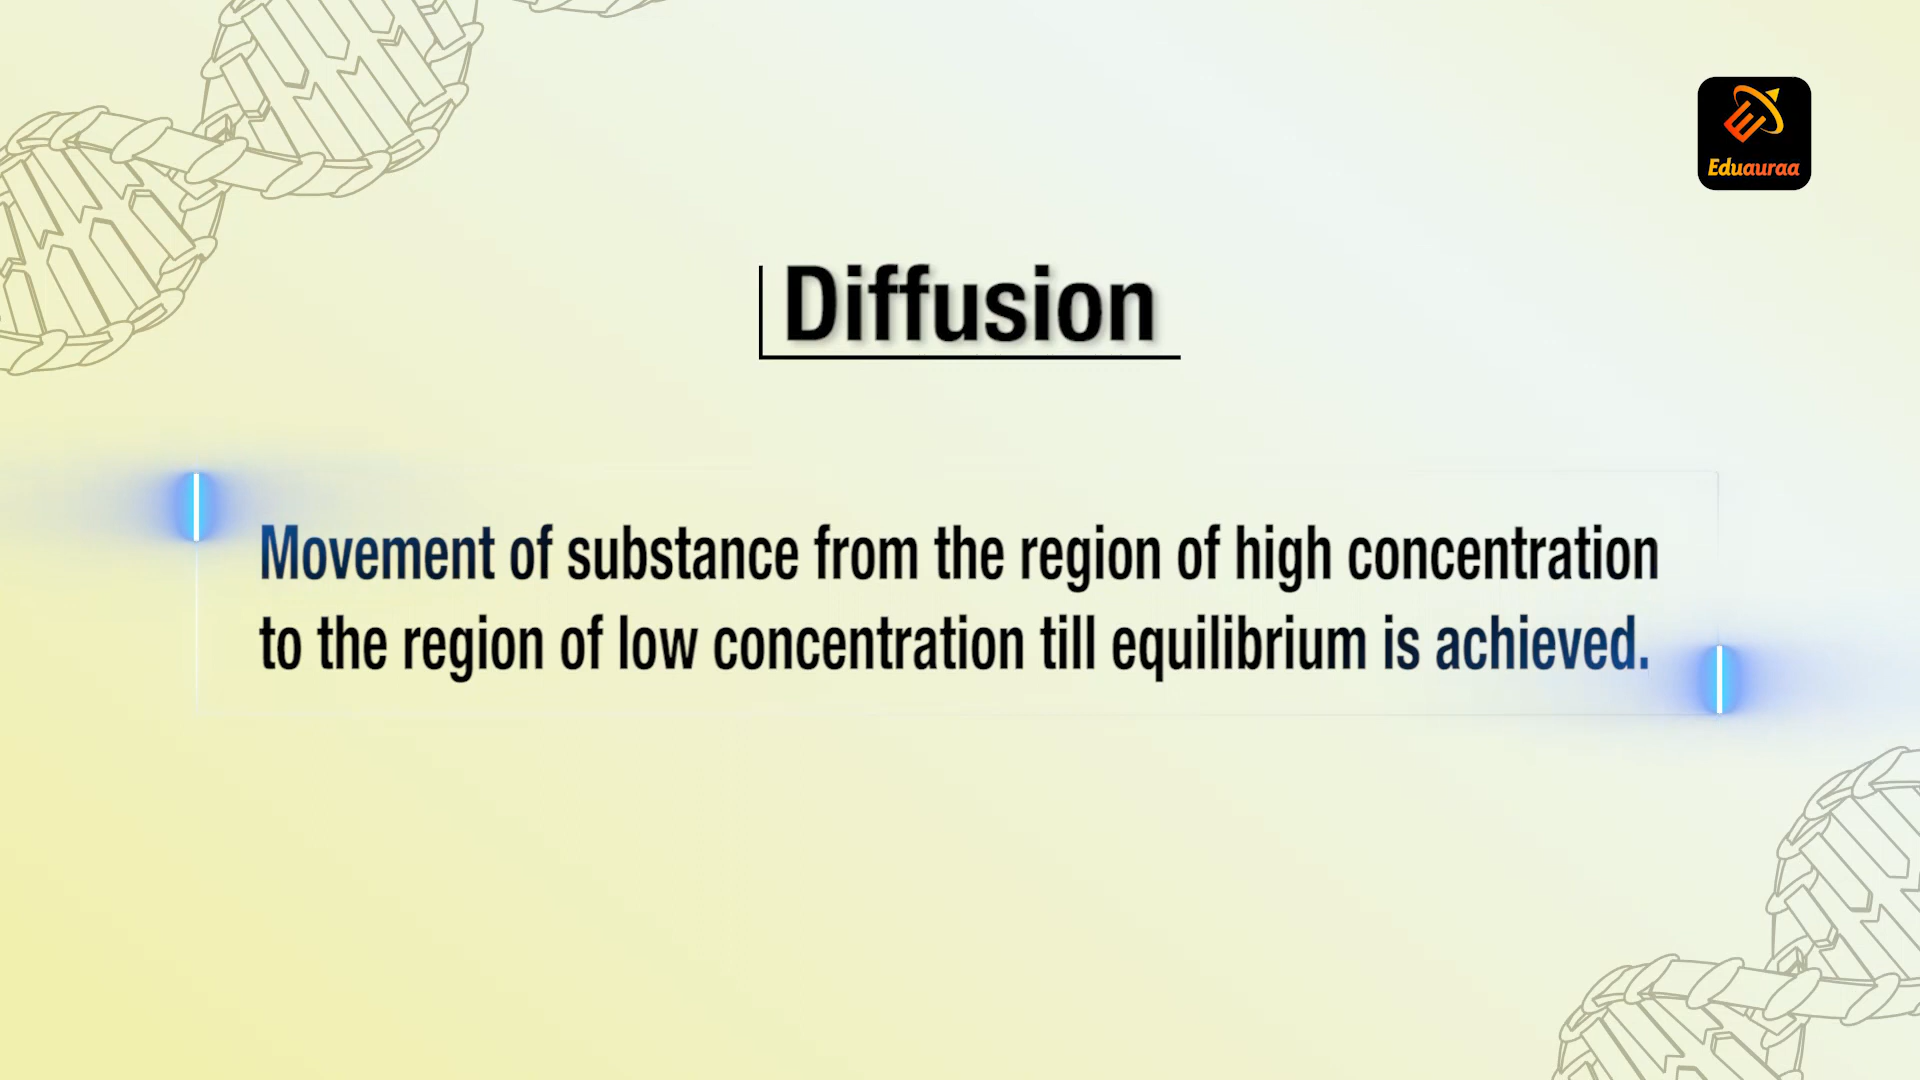 Eduauraa
Diffusion
Movement of substance from the region of high concentration
to the region of low concentration till equilibrium is achieved.